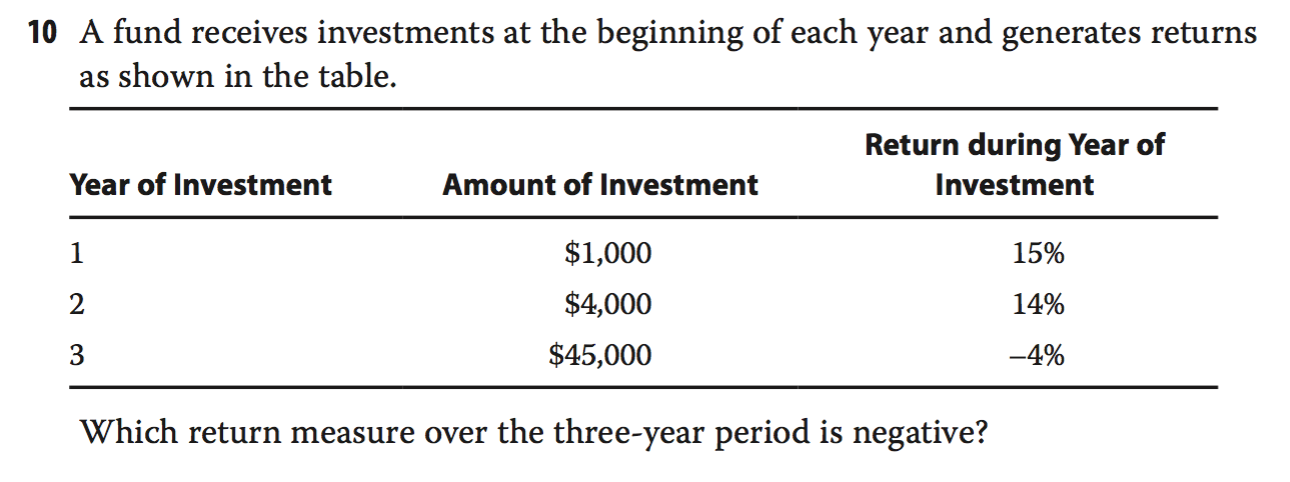 10 A fund receives investments at the beginning of each year and generates returns
as shown in the table.
Return during Year of
Year of Investment Amount of Investment Investment
1 $1,000 15%
2 $4,000 14%
3 $45,000 –4%
Which return measure over the three-year period is negative?